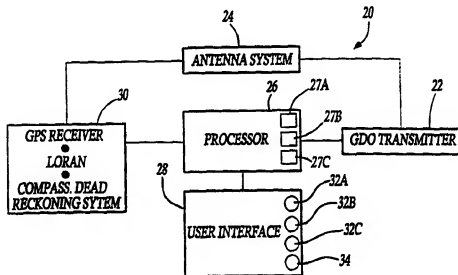 20
24
ANTENNA SYSTEM
26
27A
27B
27C
PROCESSOR
22
GDO TRANSMITTER
30
GPS RECEIVER
LORAN
COMPASS, DEAD
RECKONING SYTEM
28
USER INTERFACE
32A
32B
32C
34